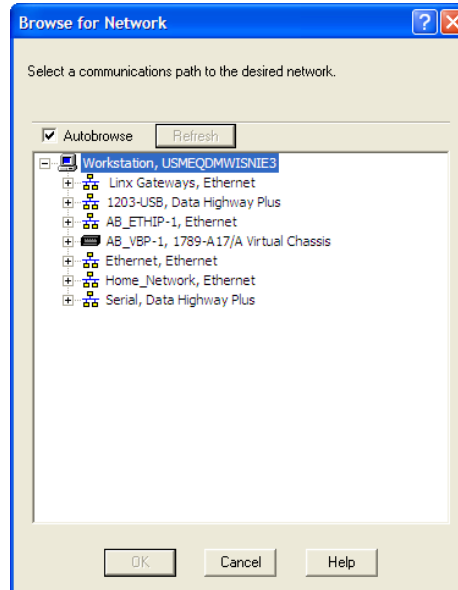 Browse for Network
Select a communications path to the desired network.
Autobrowse Refresh
Workstation, USMEQDMWISNIE3
Linx Gateways, Ethernet
1203-USB, Data Highway Plus
AB_ETHIP-1, Ethernet
AB_VBP-1, 1789-A17/A Virtual Chassis
Ethernet, Ethernet
Home_Network, Ethernet
Serial, Data Highway Plus
OK Cancel Help